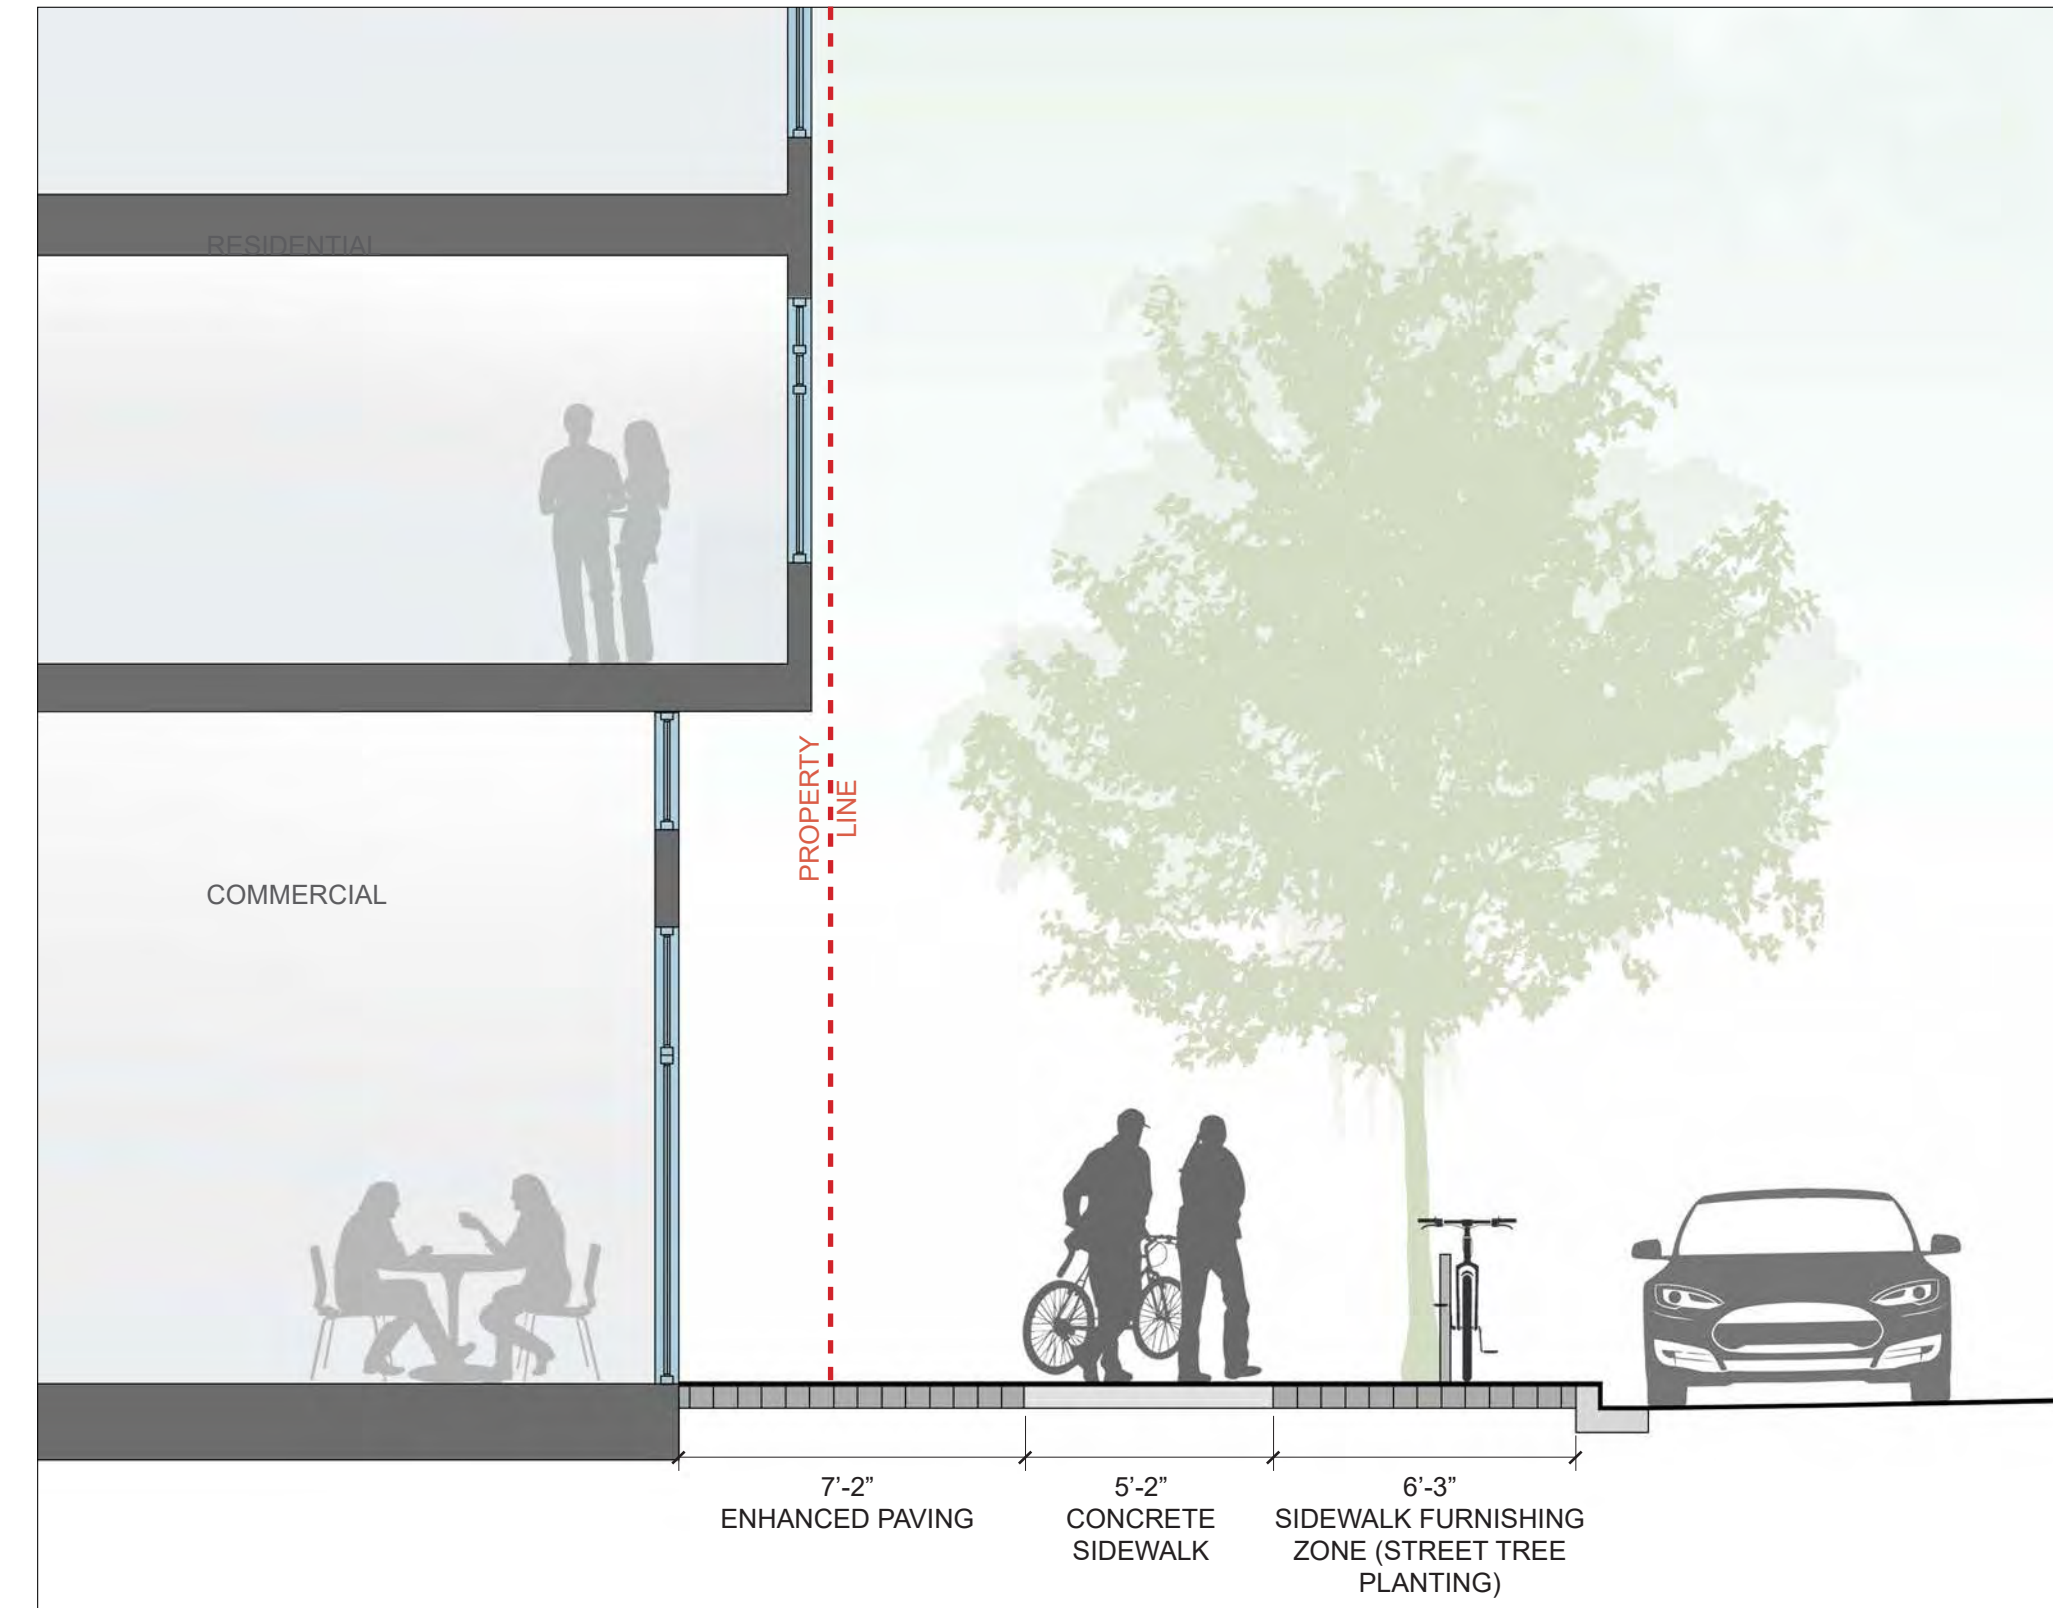 RESIDENTIAL
PROPERTY
LINE
COMMERCIAL
7’-2”
ENHANCED PAVING
5’-2”
CONCRETE
SIDEWALK
6’-3”
SIDEWALK FURNISHING
ZONE (STREET TREE
PLANTING)